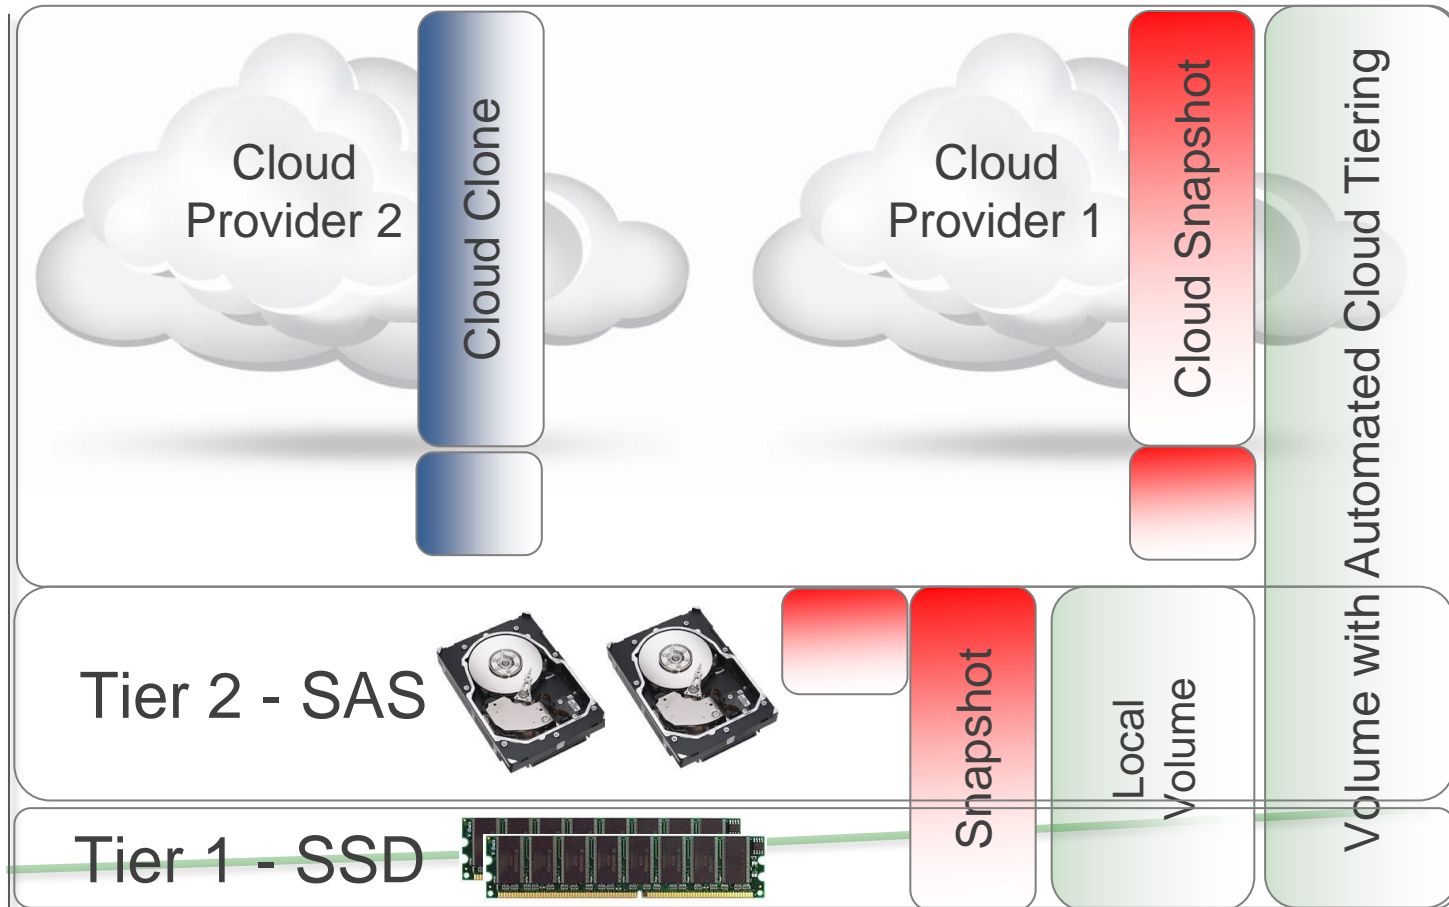 Cloud
Provider 2
Cloud Clone
Cloud
Provider 1
Cloud Snapshot
Volume with Automated Cloud Tiering
Tier 2 - SAS
Snapshot
Local
Volume
Tier 1 - SSD